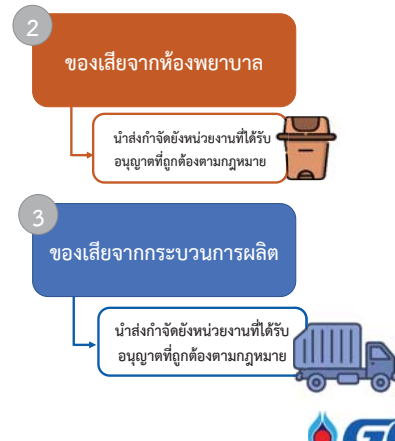 2
ของเสียจากห้องพยาบาล
นำส่งกำจัดยังหน่วยงานที่ได้รับ
อนุญาตที่ถูกต้องตามกฎหมาย
3
ของเสียจากกระบวนการผลิต
นำส่งกำจัดยังหน่วยงานที่ได้รับ
อนุญาตที่ถูกต้องตามกฎหมาย